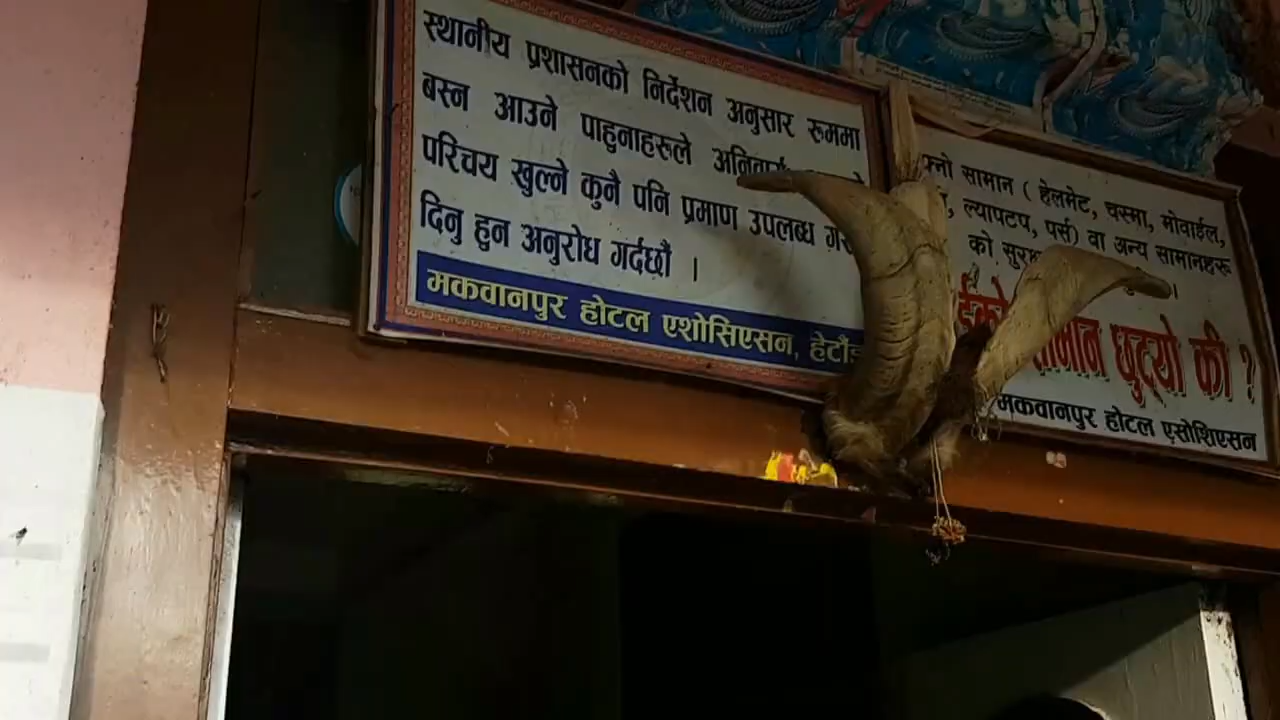 स्थानीय प्रशासनको निर्देशन अनुसार रूममा
बस्न आउने पाहुनाहरुले
परिचय खुल्ने कुनै पनि प्रमाण उपलब्ध
दिनु हुन अनुरोध गर्दछौं ।
मकवानपुर होटल एशोसिएसन,
सामान ( हेलमेट, चस्मा, मोवाईल,
ल्यापटप, पर्स) वा अन्य सामानहरू
को
छुट्यो की ?
मकवानपुर होटल एसोशिएसन